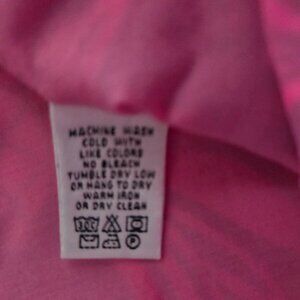 MACHINE WASH
COLD WITH
LIKE COLORS
NO BLEACH
TUMBLE DRY LOW
OR HANG TO DRY
WARM IRON
OR DRY CLEAN
P